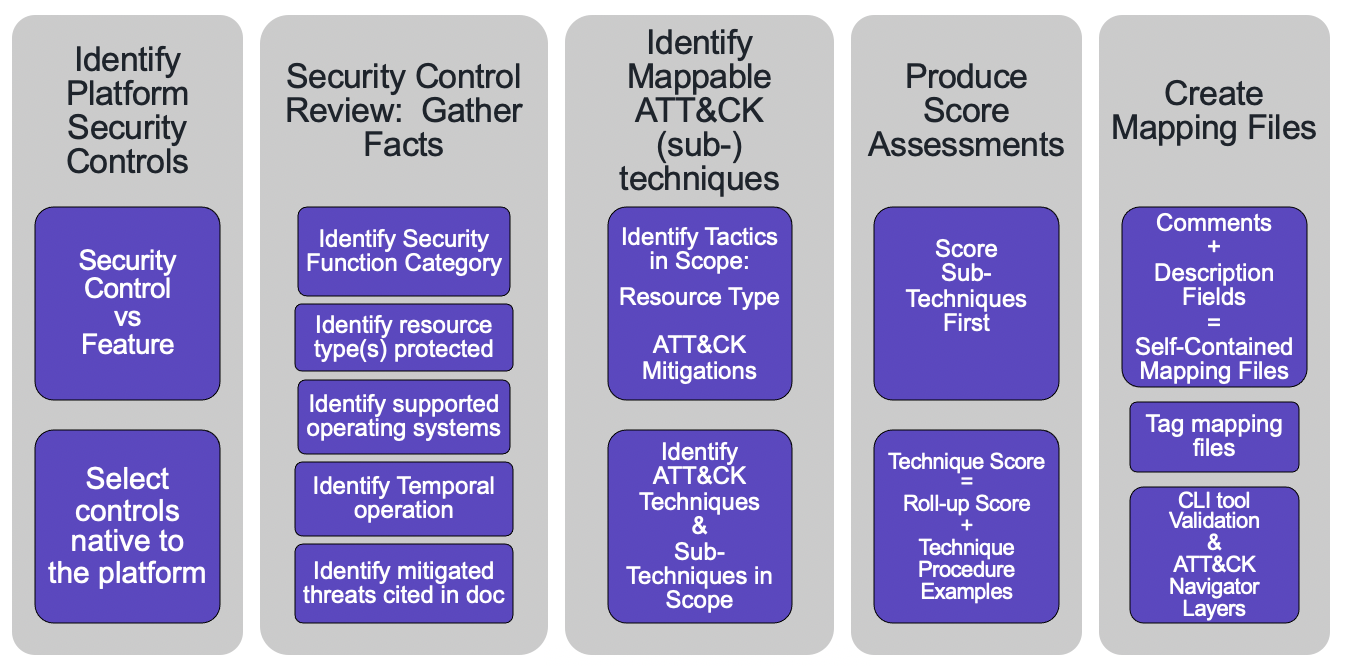 Identify
Platform
Security
Controls
Security
Control
vs
Feature
Select
controls
native to
the platform
Security Control
Review:  Gather
Facts
Identify Security
Function Category
Identify resource
type(s) protected
Identify supported
operating systems
Identify Temporal
operation
Identify mitigated
threats cited in doc
Identify
Mappable
ATT&CK
(sub-)
techniques
Identify Tactics
in Scope:
Resource Type
ATT&CK
Mitigations
Identify
ATT&CK
Techniques
&
Sub-
Techniques in
Scope
Produce
Score
Assessments
Score
Sub-
Techniques
First
Technique Score
=
Roll-up Score
+
Technique
Procedure
Examples
Create
Mapping Files
Comments
+
Description
Fields
=
Self-Contained
Mapping Files
Tag mapping
files
CLI tool
Validation
&
ATT&CK
Navigator
Layers